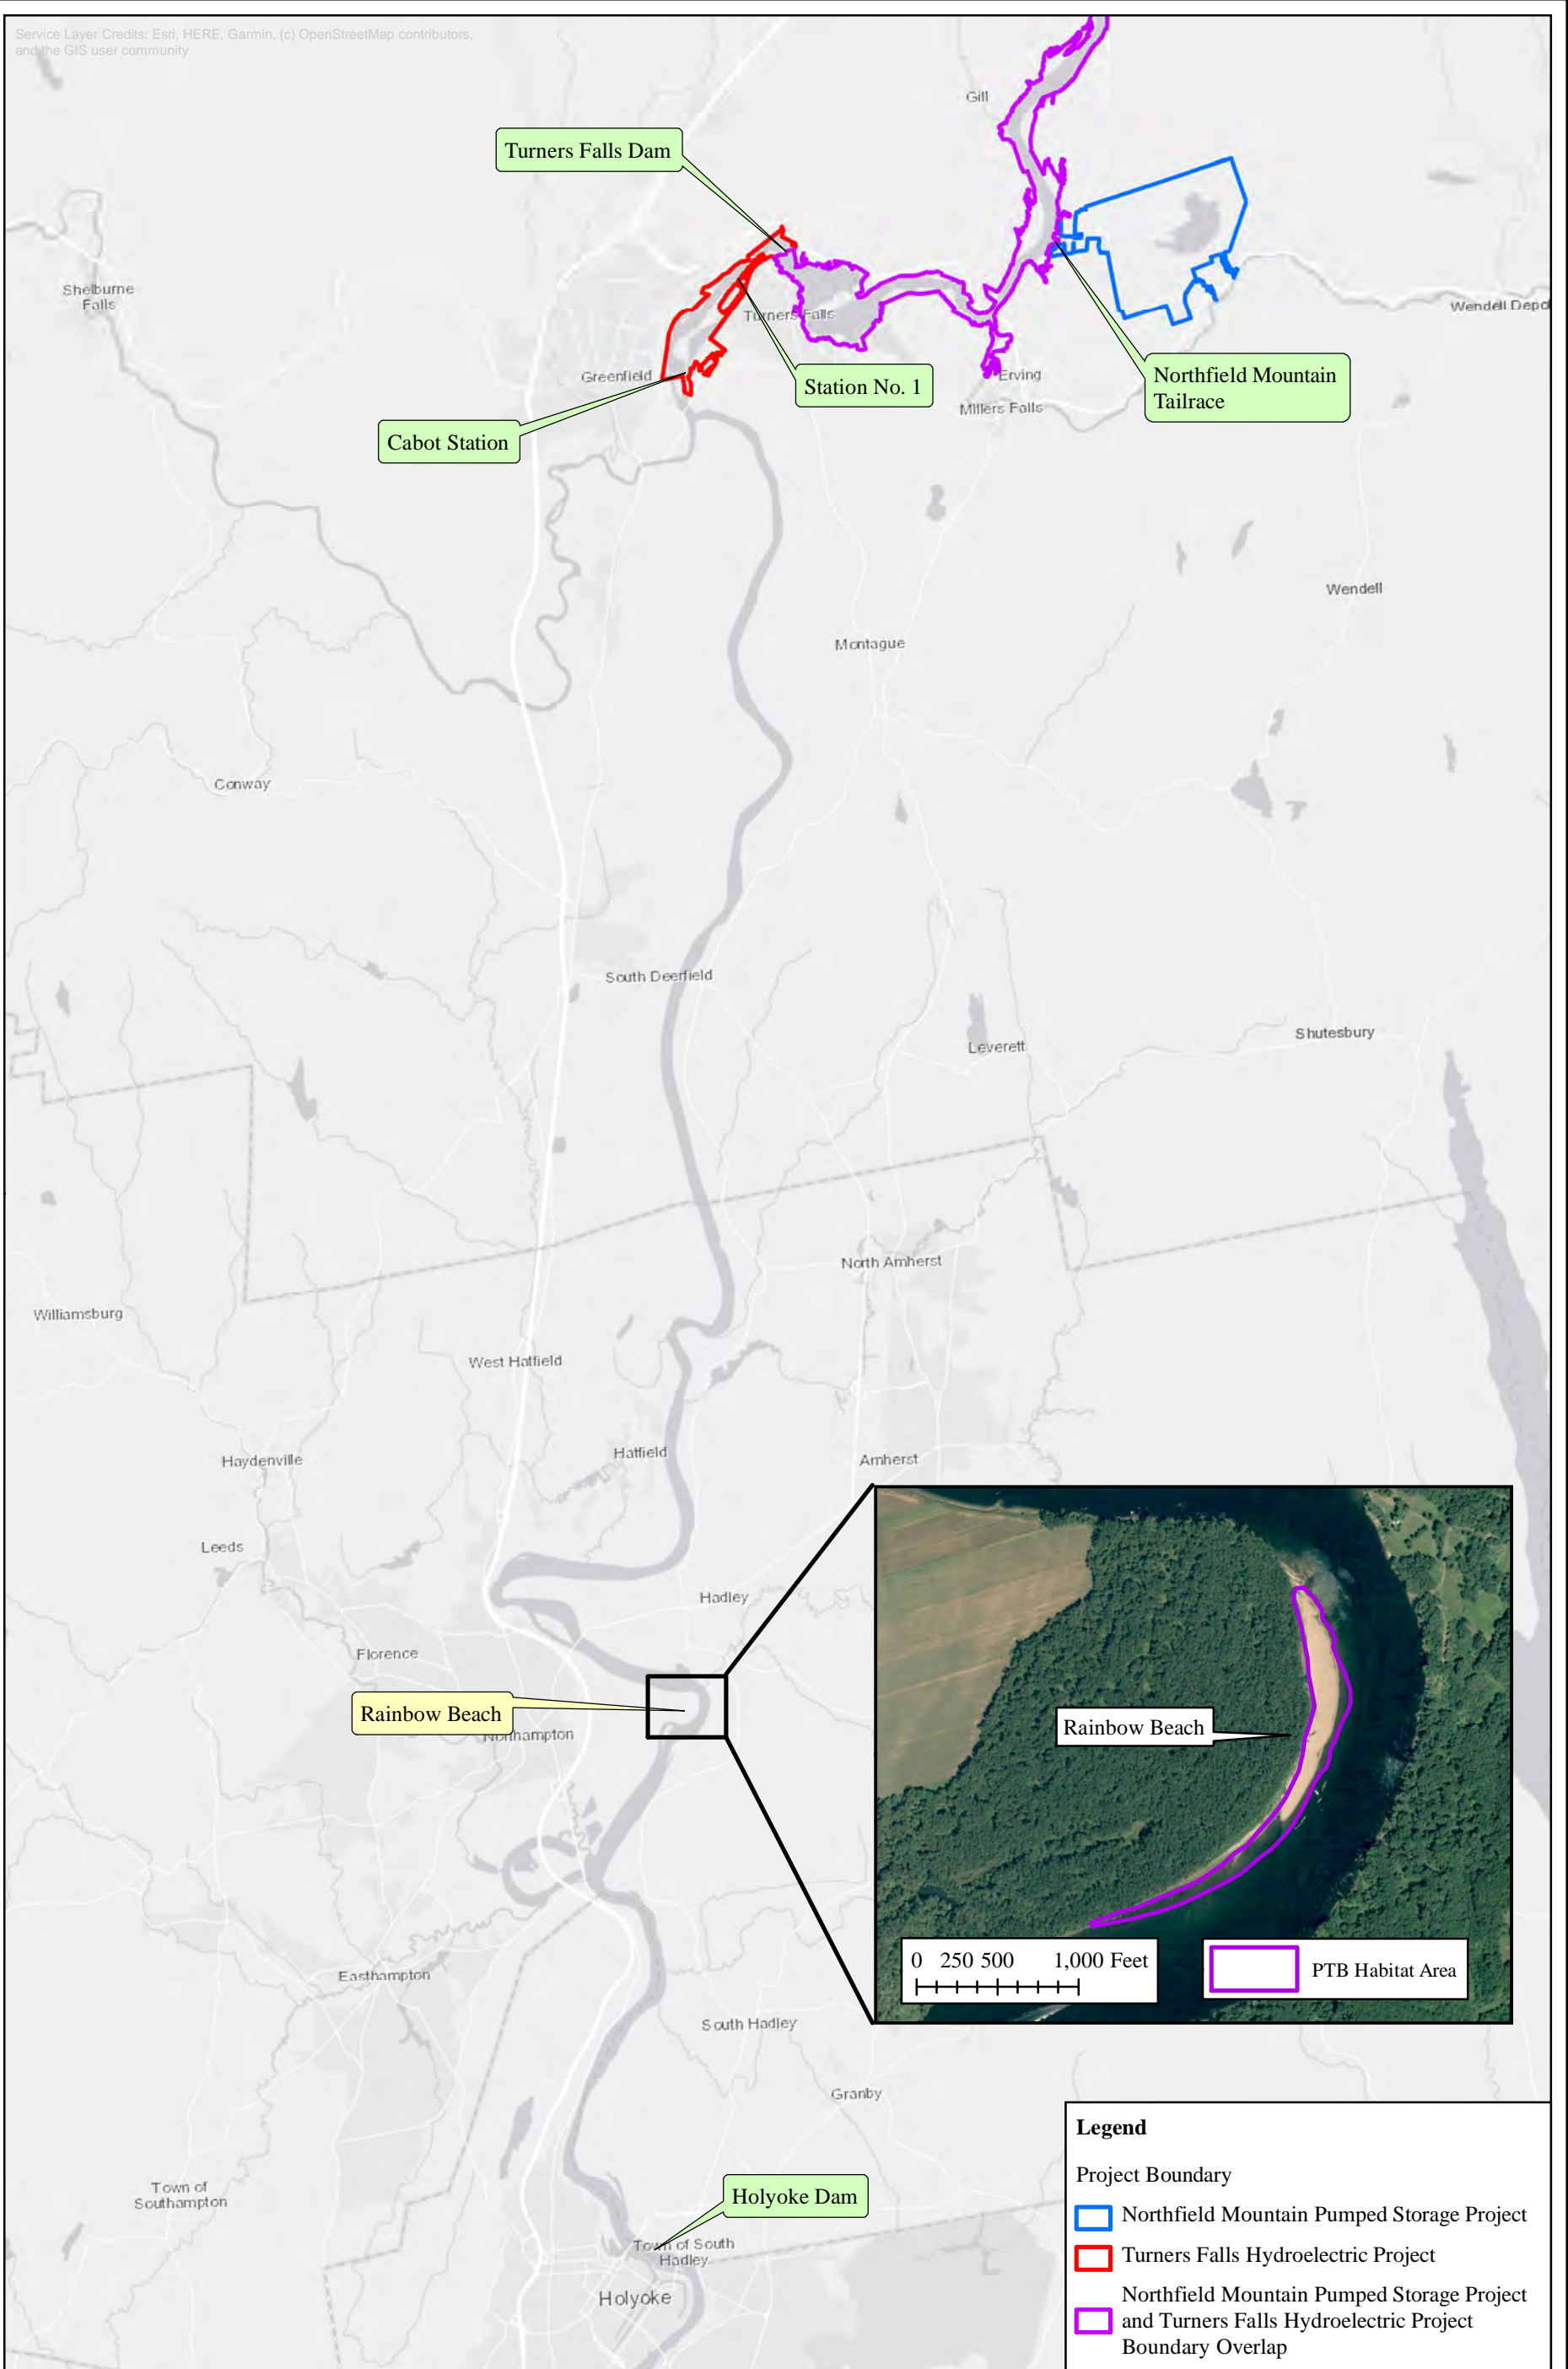 Service Layer Credits: Esri, HERE, Garmin, (c) OpenStreetMap contributors,
and the GIS user community
Gill
Turners Falls Dam
Shelburne
Falls
Wendell Depo
Turners Falls
Greenfield
Station No. 1
Erving
Northfield Mountain
Tailrace
Millers Falls
Cabot Station
Wendell
Montague
Conway
South Deerfield
Shutesbury
Leverett
North Amherst
Williamsburg
West Hatfield
Hatfield
Haydenville
Amherst
Leeds
Hadley
Florence
Rainbow Beach
Northampton
Rainbow Beach
0 250 500 1,000 Feet
PTB Habitat Area
Easthampton
South Hadley
Granby
Town of
Southampton
Holyoke Dam
Town of South
Hadley
Holyoke
Legend
Project Boundary
Northfield Mountain Pumped Storage Project
Turners Falls Hydroelectric Project
Northfield Mountain Pumped Storage Project
and Turners Falls Hydroelectric Project
Boundary Overlap